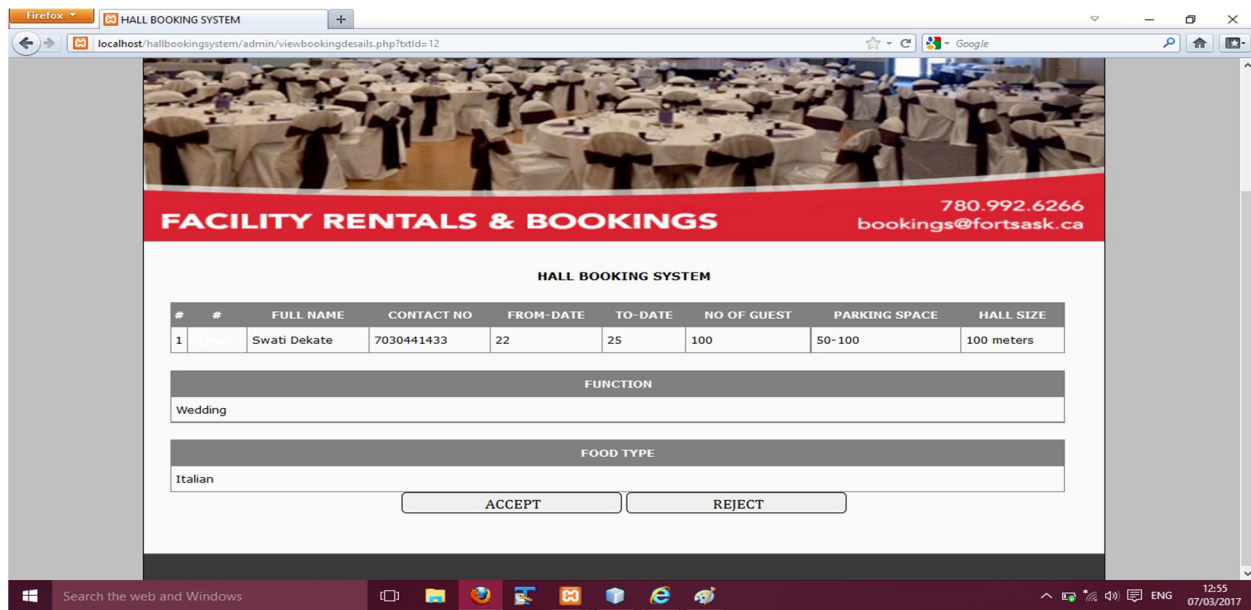 Firefox
HALL BOOKING SYSTEM
localhost/hallbookingsystem/admin/viewbookingdesails.php?txtId=12
Google
FACILITY RENTALS & BOOKINGS
780.992.6266
bookings@fortsask.ca
HALL BOOKING SYSTEM
# # FULL NAME CONTACT NO FROM-DATE TO-DATE NO OF GUEST PARKING SPACE HALL SIZE
1 Swati Dekate 7030441433 22 25 100 50-100 100 meters
FUNCTION
Wedding
FOOD TYPE
Italian
ACCEPT REJECT
Search the web and Windows
ENG
12:55
07/03/2017